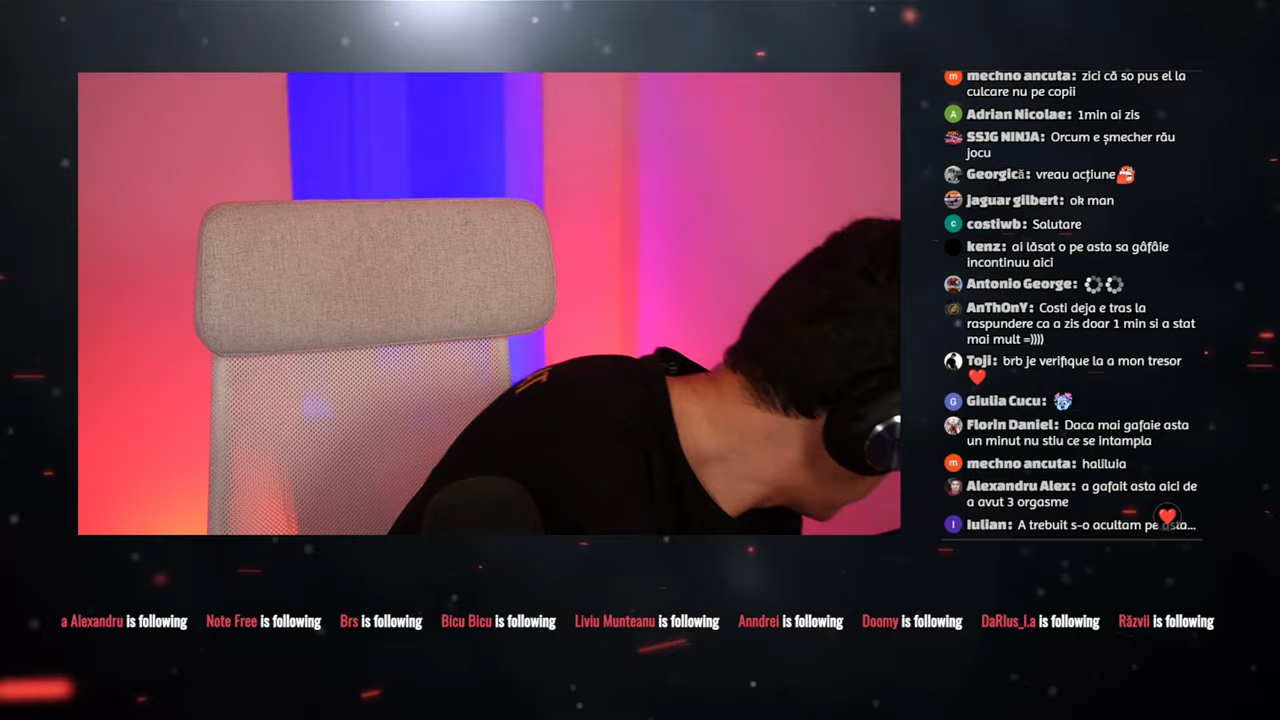 mechno ancuta: zici că so pus el la
culcare nu pe copii
Adrian Nicolae: 1min ai zis
SSJG NINJA: Orcum e șmecher rău
jocu
Georgică: vreau acțiune
jaguar gilbert: ok man
costiwb: Salutare
kenz: ai lăsat o pe asta sa gâfâie
incontinuu aici
Antonio George:
AnThOnY: Costi deja e tras la
raspundere ca a zis doar 1 min si a stat
mai mult =))))
Toji: brb je verifique la a mon tresor
Giulia Cucu:
Florin Daniel: Daca mai gafaie asta
un minut nu stiu ce se intampla
mechno ancuta: haliluia
Alexandru Alex: a gafait asta aici de
a avut 3 orgasme
Iulian: A trebuit s-o acultam pe asta...
a Alexandru is following Note Free is following Brs is following Bicu Bicu is following Liviu Munteanu is following Anndrei is following Doomy is following DaRIus_I.a is following Răzvii is following